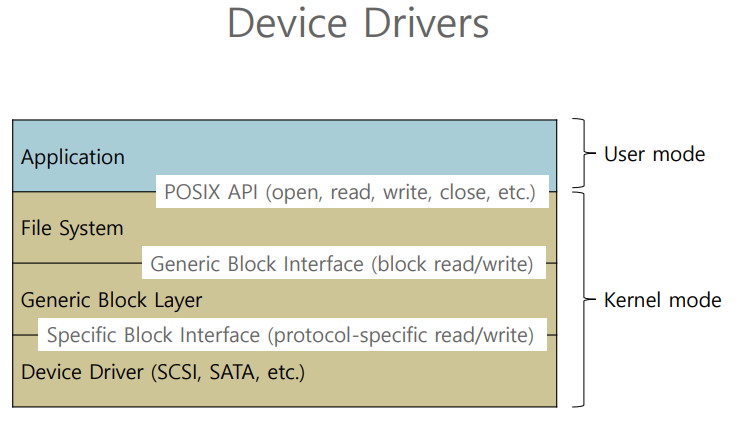 Device Drivers
Application
User mode
POSIX API (open, read, write, close, etc.)
File System
Generic Block Interface (block read/write)
Generic Block Layer
Kernel mode
Specific Block Interface (protocol-specific read/write)
Device Driver (SCSI, SATA, etc.)